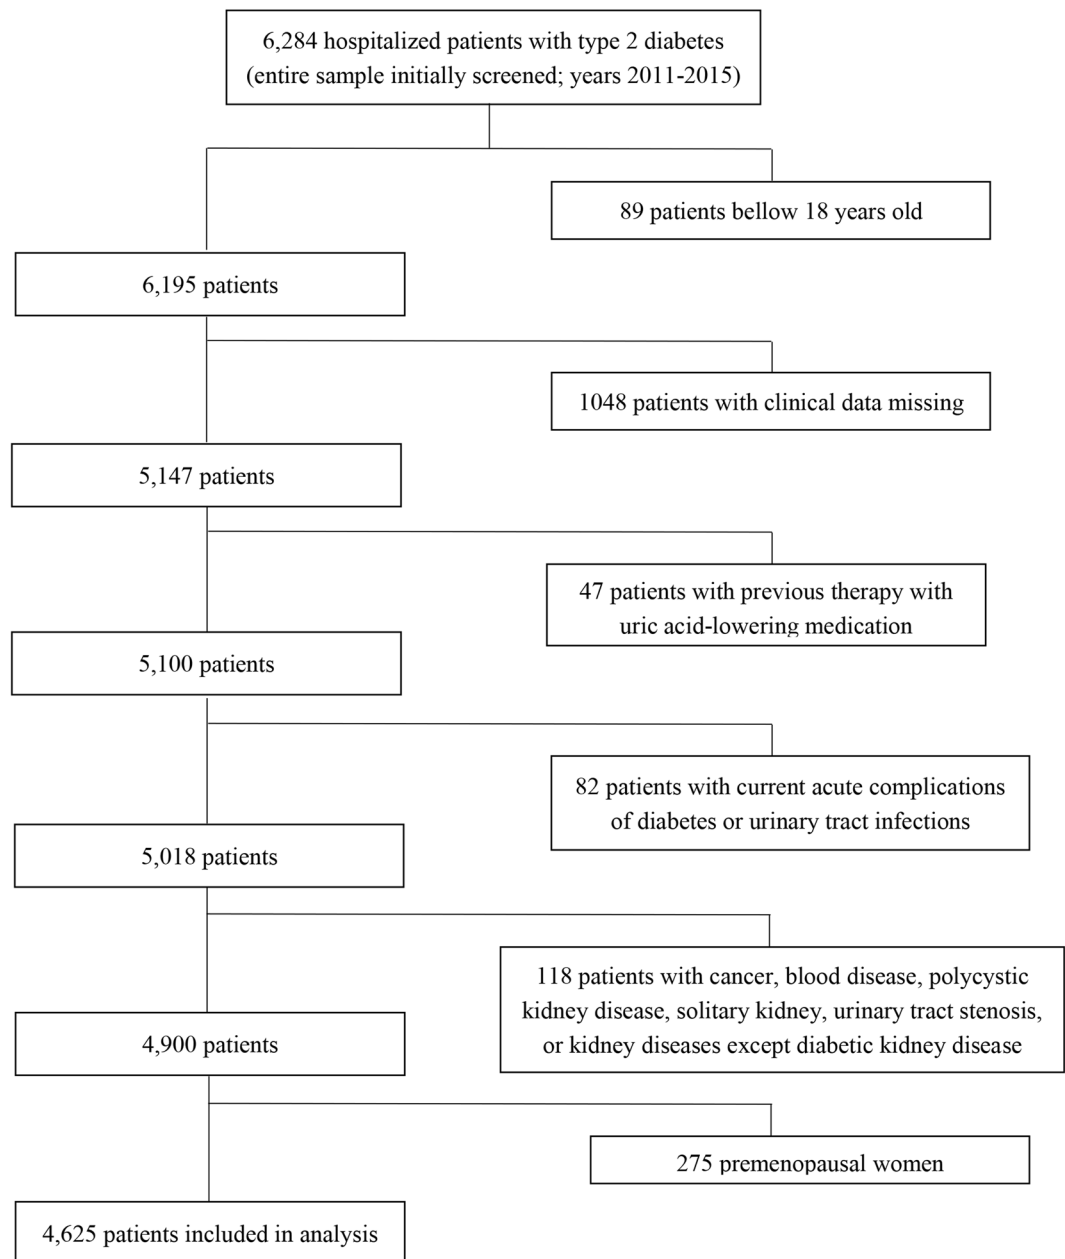 6,284 hospitalized patients with type 2 diabetes
(entire sample initially screened; years 2011-2015)
89 patients bellow 18 years old
6,195 patients
1048 patients with clinical data missing
5,147 patients
47 patients with previous therapy with
uric acid-lowering medication
5,100 patients
82 patients with current acute complications
of diabetes or urinary tract infections
5,018 patients
118 patients with cancer, blood disease, polycystic
kidney disease, solitary kidney, urinary tract stenosis,
or kidney diseases except diabetic kidney disease
4,900 patients
275 premenopausal women
4,625 patients included in analysis